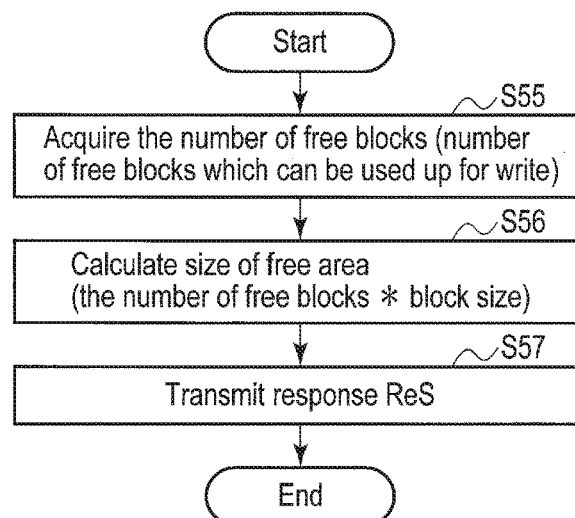 Start
S55
Acquire the number of free blocks (number
of free blocks which can be used up for write)
S56
Calculate size of free area
(the number of free blocks * block size)
S57
Transmit response ReS
End